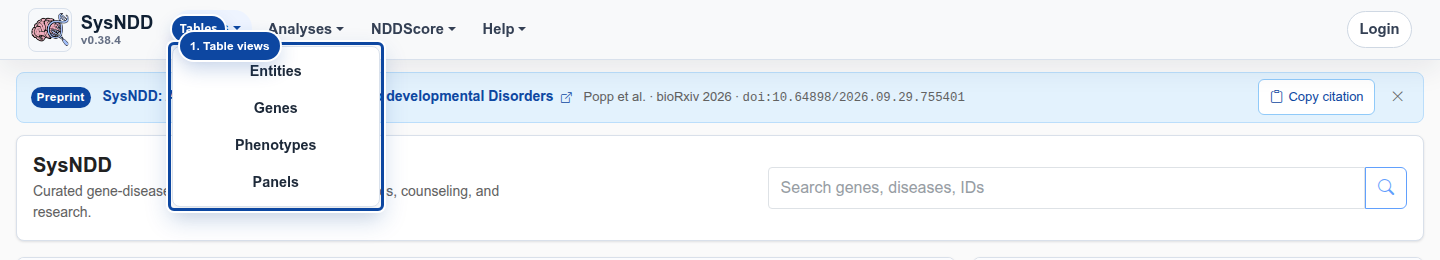 SysNDD
v0.38.4
Tables
Analyses
NDDScore
Help
Login
1. Table views
Entities
Genes
Phenotypes
Panels
Preprint
SysNDD:
developmental Disorders
Popp et al. · bioRxiv 2026 · doi:10.64898/2026.09.29.755401
Copy citation
SysNDD
Curated gene-disease
, counseling, and
research.
Search genes, diseases, IDs